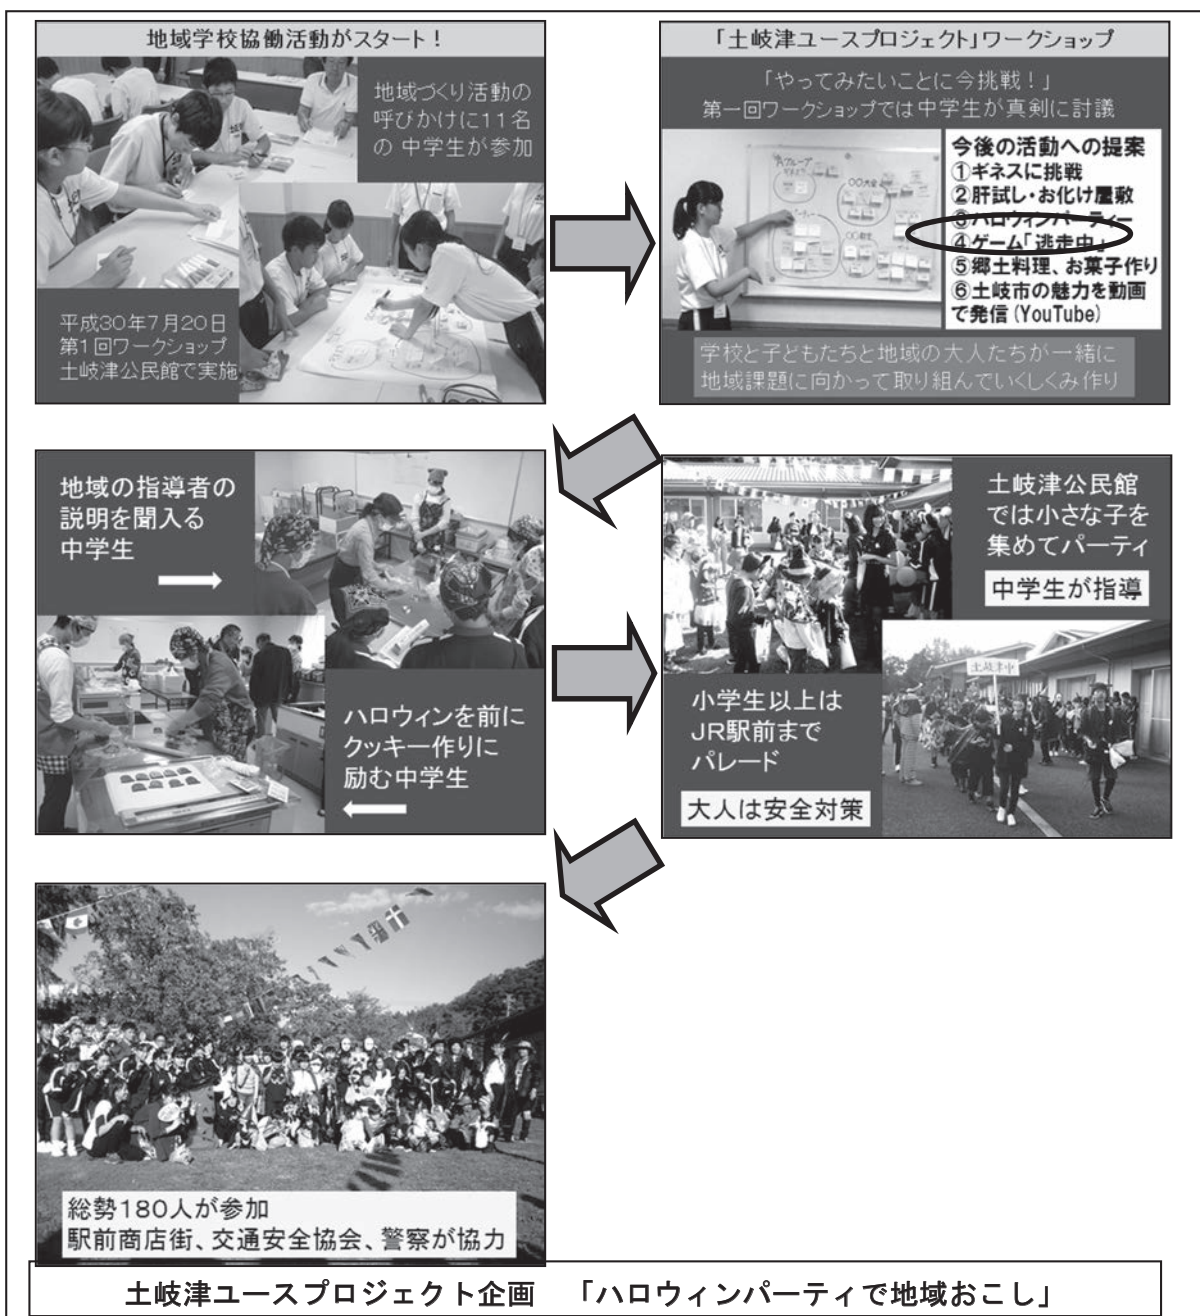 地域学校協働活動がスタート！
地域づくり活動の
呼びかけに11名
の 中学生が参加
平成30年7月20日
第1回ワークショップ
土岐津公民館で実施
「土岐津ユースプロジェクト」ワークショップ
「やってみたいことに今挑戦！」
第一回ワークショップでは中学生が真剣に討議
今後の活動への提案
①ギネスに挑戦
②肝試し・お化け屋敷
③ハロウィンパーティー
④ゲーム「逃走中」
⑤郷土料理、お菓子作り
⑥土岐市の魅力を動画
で発信(YouTube)
学校と子どもたちと地域の大人たちが一緒に
地域課題に向かって取り組んでいくしくみ作り
地域の指導者の
説明を聞入る
中学生
ハロウィンを前に
クッキー作りに
励む中学生
土岐津公民館
では小さな子を
集めてパーティ
中学生が指導
土岐津中
小学生以上は
JR駅前まで
パレード
大人は安全対策
総勢180人が参加
駅前商店街、交通安全協会、警察が協力
土岐津ユースプロジェクト企画　「ハロウィンパーティで地域おこし」